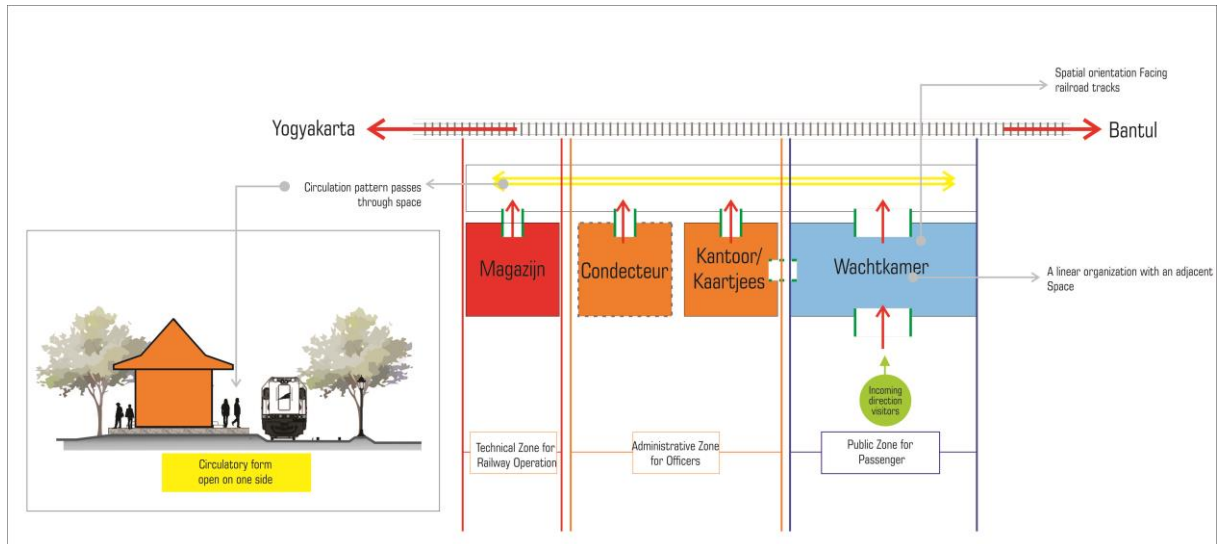 Spatial orientation Facing
railroad tracks
Yogyakarta
Bantul
Circulation pattern passes
through space
Magazijn
Condecteur
Kantoor/
Kaartjees
Wachtkamer
A linear organization with an adjacent
Space
Incoming
direction
visitors
Technical Zone for
Railway Operation
Administrative Zone
for Officers
Public Zone for
Passenger
Circulatory form
open on one side